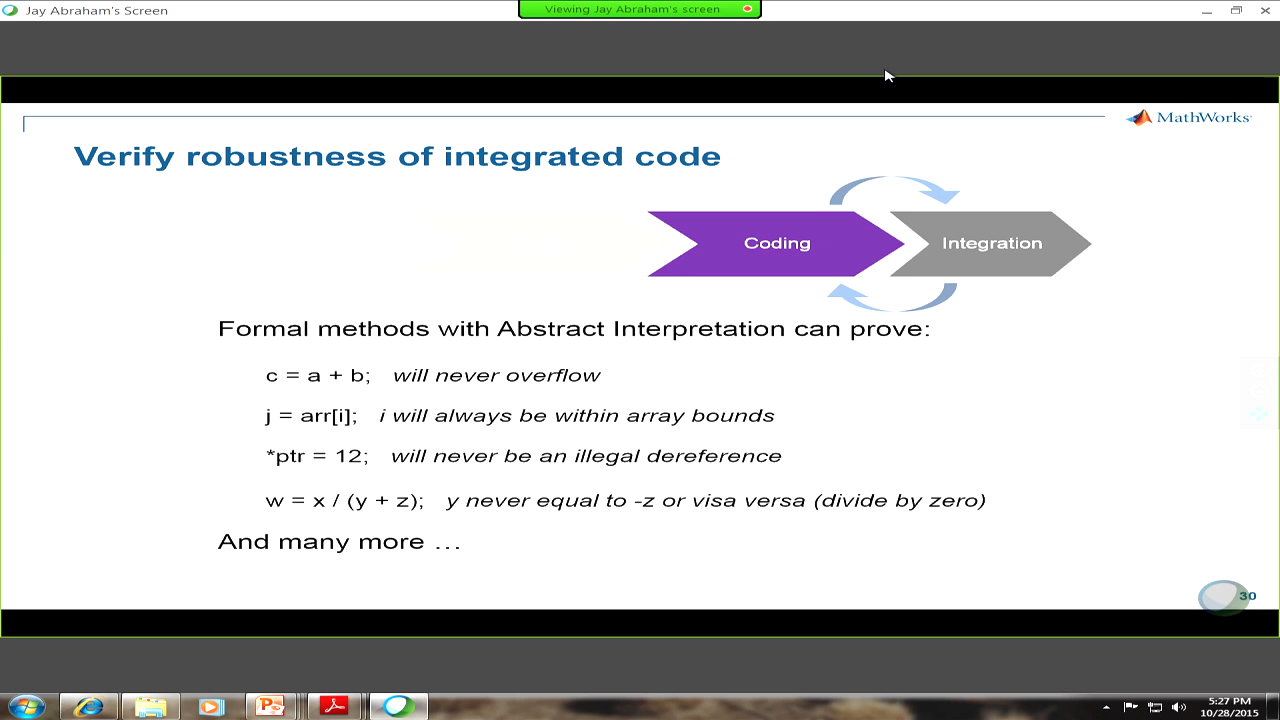 Jay Abraham's Screen
Viewing Jay Abraham's screen
MathWorks
Verify robustness of integrated code
Coding
Integration
Formal methods with Abstract Interpretation can prove:
c = a + b; will never overflow
j = arr[i]; i will always be within array bounds
*ptr = 12; will never be an illegal dereference
w = x / (y + z); y never equal to -z or visa versa (divide by zero)
And many more …
30
5:27 PM
10/28/2015